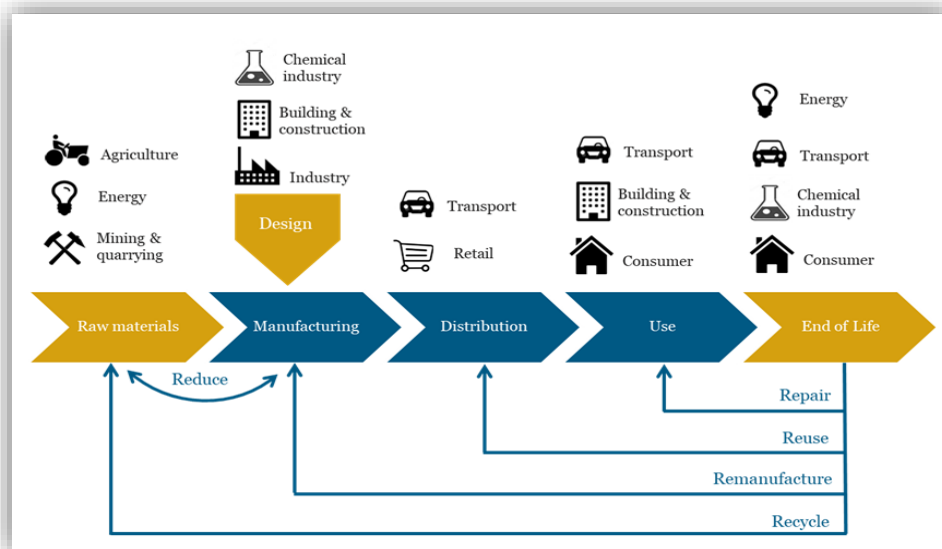 Agriculture
Energy
Mining &
quarrying
Chemical
industry
Building &
construction
Industry
Design
Transport
Retail
Transport
Building &
construction
Consumer
Energy
Transport
Chemical
industry
Consumer
Raw materials
Manufacturing
Distribution
Use
End of Life
Reduce
Repair
Reuse
Remanufacture
Recycle